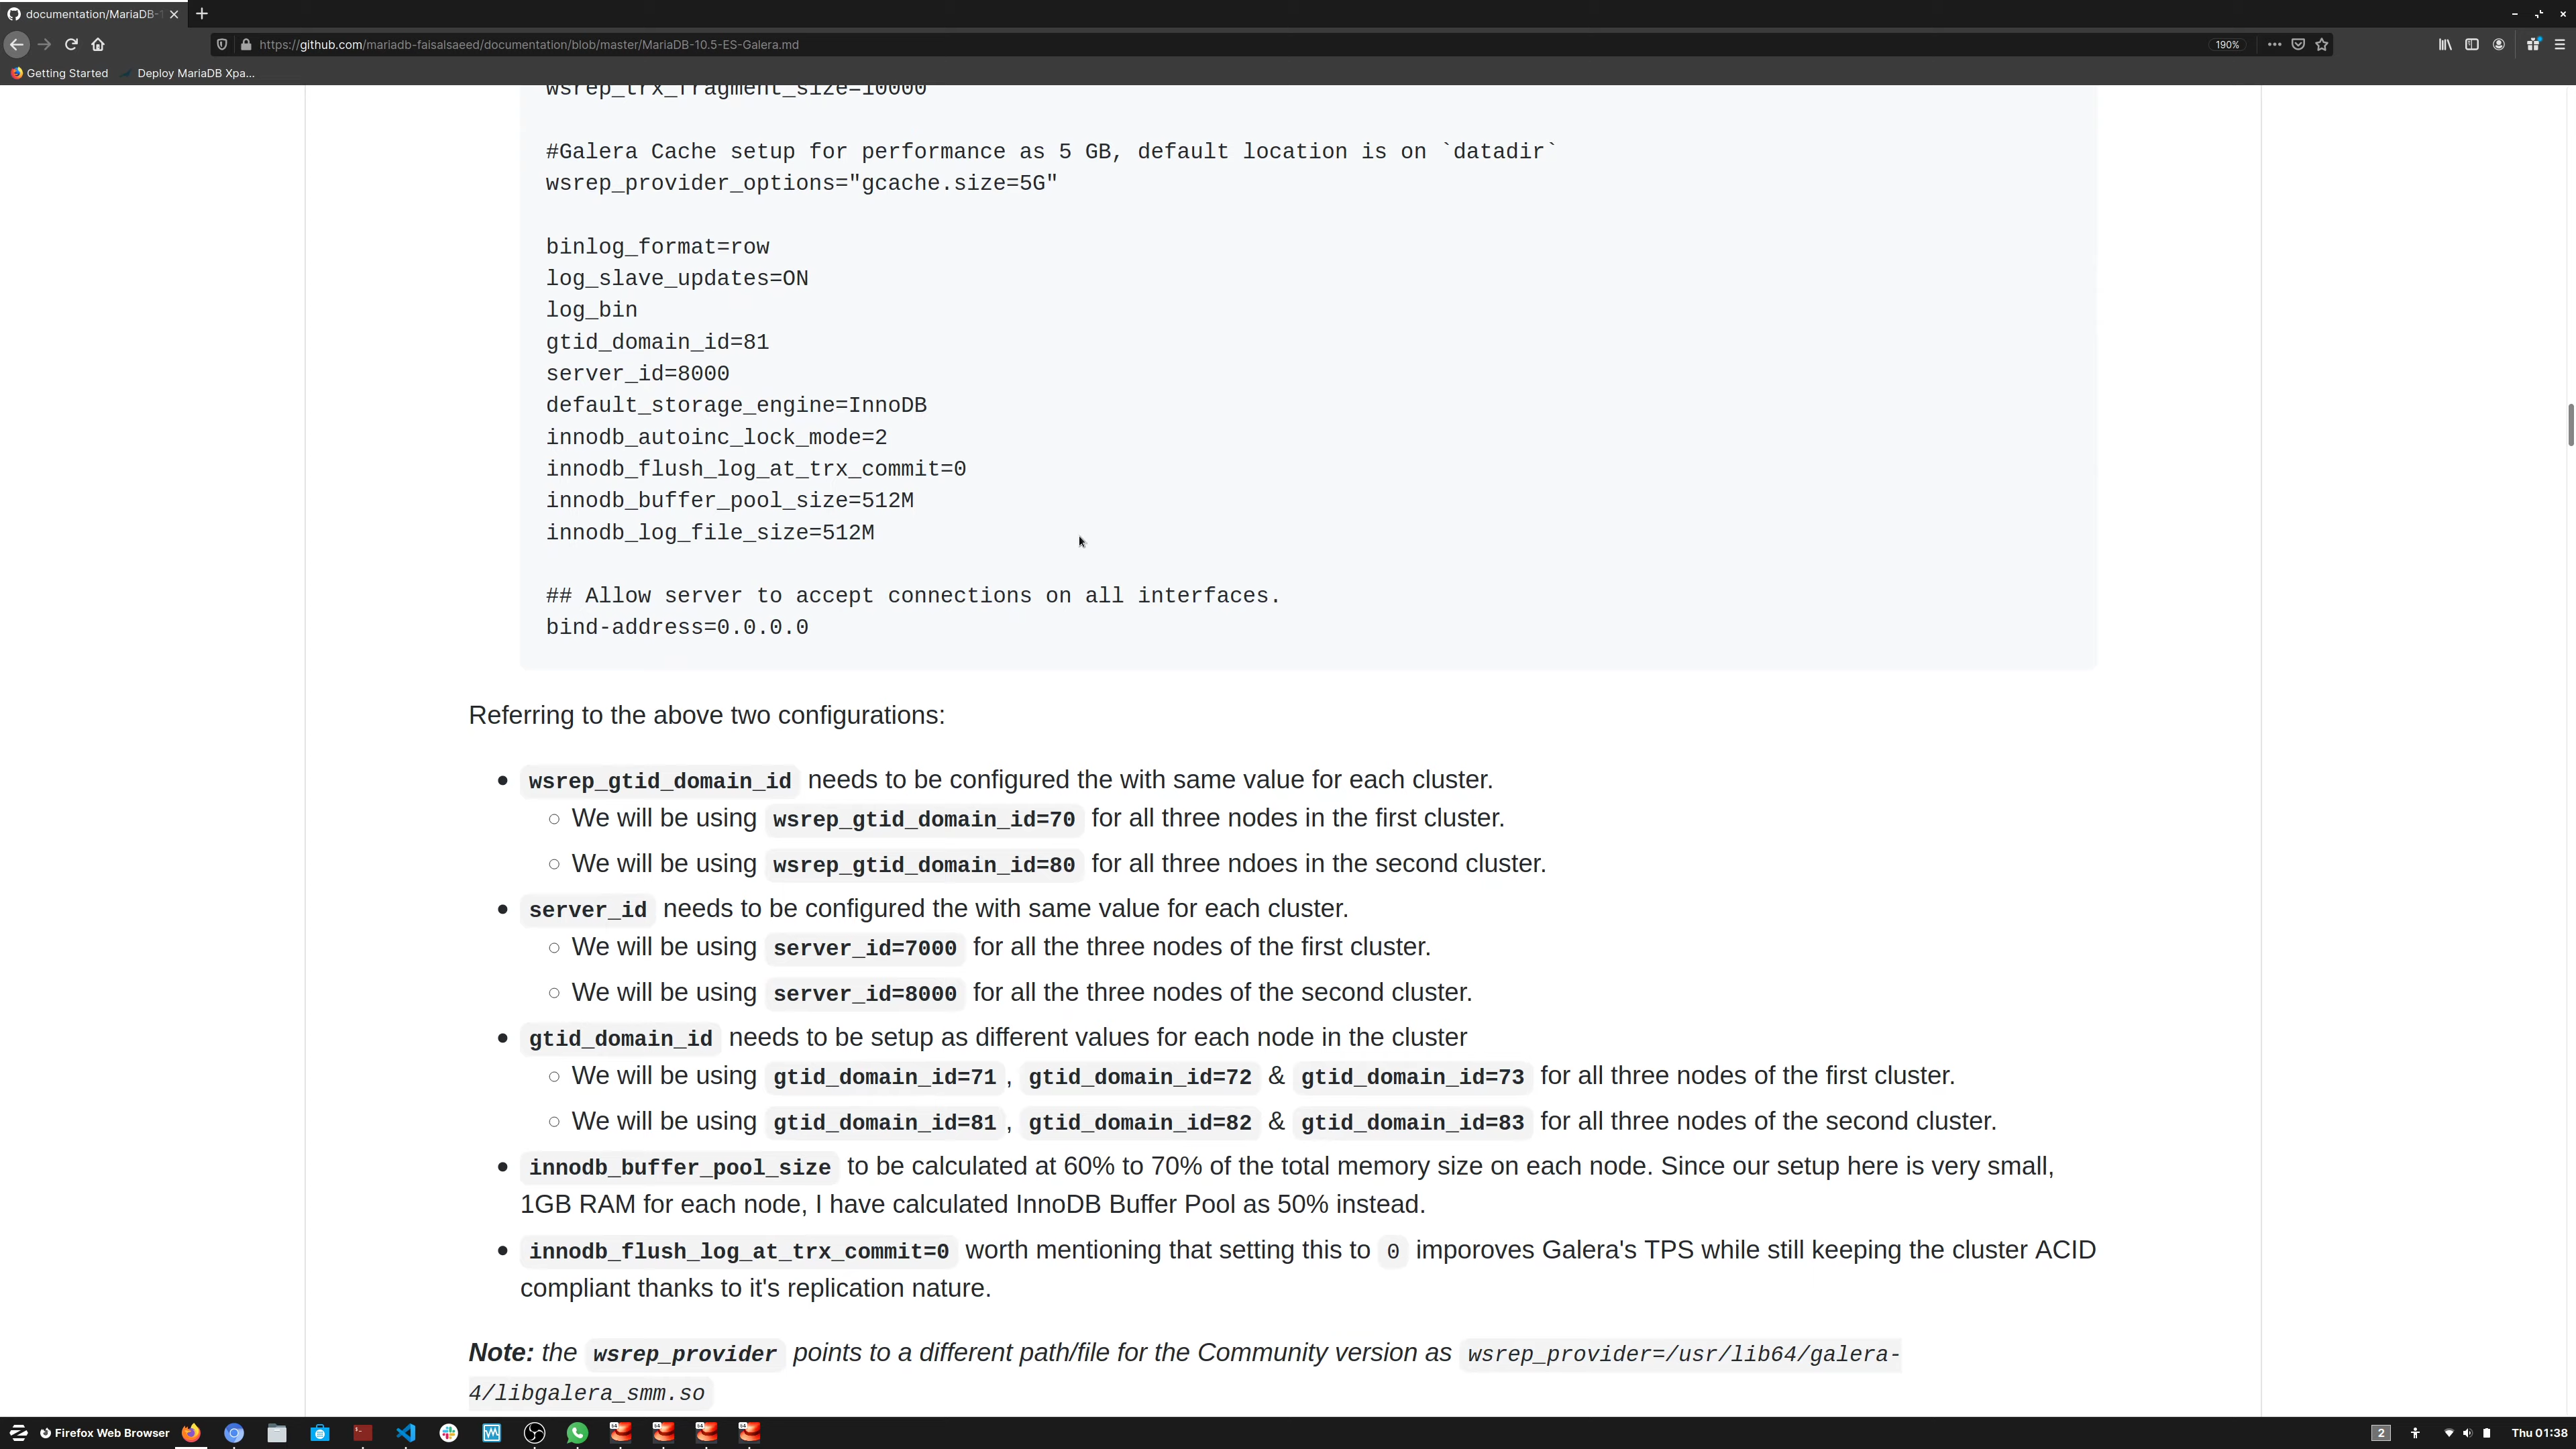 documentation/MariaDB-1
https://github.com/mariadb-faisalsaeed/documentation/blob/master/MariaDB-10.5-ES-Galera.md
190%
Getting Started
Deploy MariaDB Xpa...
wsrep_trx_fragment_size=10000
#Galera Cache setup for performance as 5 GB, default location is on `datadir`
wsrep_provider_options="gcache.size=5G"
binlog_format=row
log_slave_updates=ON
log_bin
gtid_domain_id=81
server_id=8000
default_storage_engine=InnoDB
innodb_autoinc_lock_mode=2
innodb_flush_log_at_trx_commit=0
innodb_buffer_pool_size=512M
innodb_log_file_size=512M
## Allow server to accept connections on all interfaces.
bind-address=0.0.0.0
Referring to the above two configurations:
wsrep_gtid_domain_id needs to be configured the with same value for each cluster.
We will be using wsrep_gtid_domain_id=70 for all three nodes in the first cluster.
We will be using wsrep_gtid_domain_id=80 for all three ndoes in the second cluster.
server_id needs to be configured the with same value for each cluster.
We will be using server_id=7000 for all the three nodes of the first cluster.
We will be using server_id=8000 for all the three nodes of the second cluster.
gtid_domain_id needs to be setup as different values for each node in the cluster
We will be using gtid_domain_id=71, gtid_domain_id=72 & gtid_domain_id=73 for all three nodes of the first cluster.
We will be using gtid_domain_id=81, gtid_domain_id=82 & gtid_domain_id=83 for all three nodes of the second cluster.
innodb_buffer_pool_size to be calculated at 60% to 70% of the total memory size on each node. Since our setup here is very small,
1GB RAM for each node, I have calculated InnoDB Buffer Pool as 50% instead.
innodb_flush_log_at_trx_commit=0 worth mentioning that setting this to 0 imporoves Galera's TPS while still keeping the cluster ACID
compliant thanks to it's replication nature.
Note: the wsrep_provider points to a different path/file for the Community version as wsrep_provider=/usr/lib64/galera-
4/libgalera_smm.so
Firefox Web Browser
2
Thu 01:38